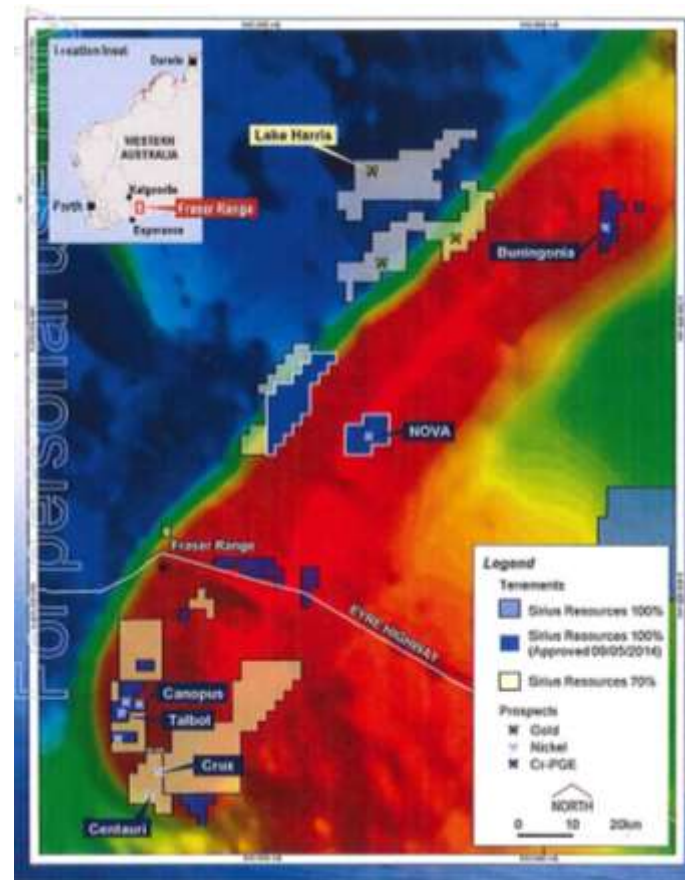 Location Inset
Darwin
WESTERN
AUSTRALIA
Kalgoorlie
Perth
Fraser Range
Esperance
Lake Harris
Buningonia
NOVA
Fraser Range
EYRE HIGHWAY
Canopus
Talbot
Crux
Centauri
Legend
Tenements
Sirius Resources 100%
Sirius Resources 100%
(Approved 09/05/2014)
Sirius Resources 70%
Prospects
Gold
Nickel
Cr-PGE
NORTH
0 10 20km
For personal use